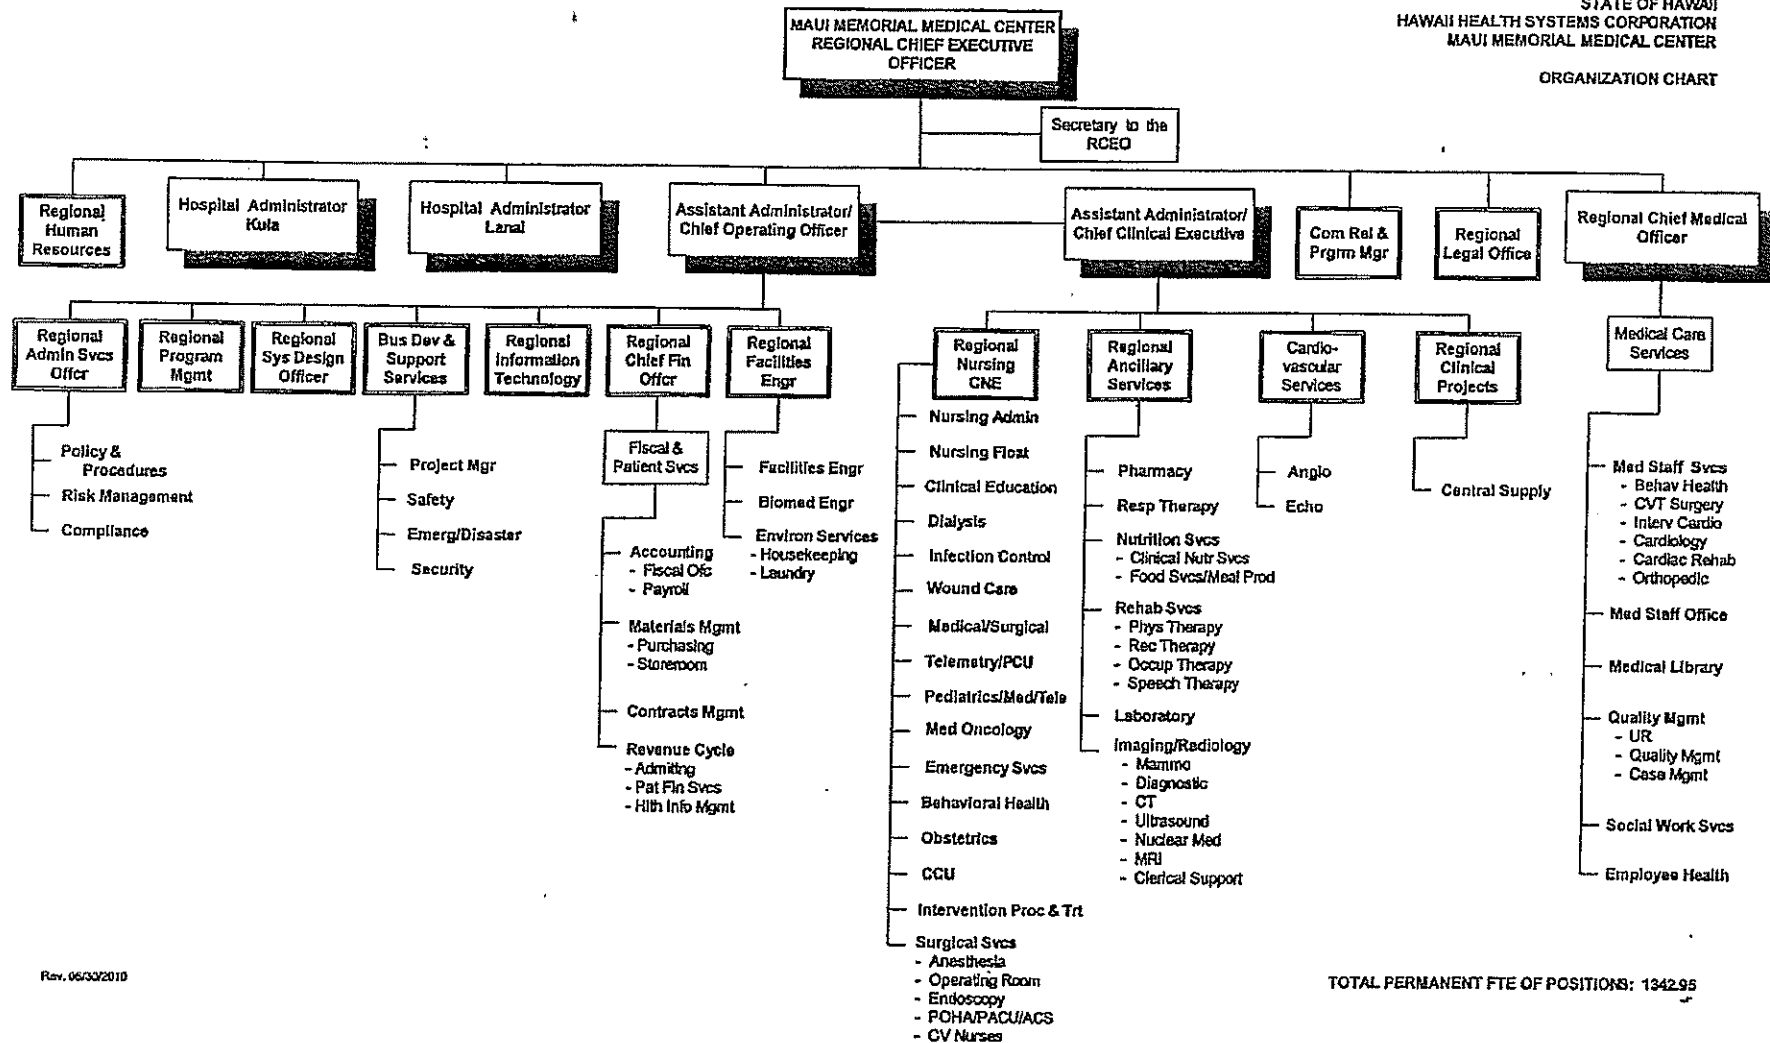 STATE OF HAWAII
HAWAII HEALTH SYSTEMS CORPORATION
MAUI MEMORIAL MEDICAL CENTER
ORGANIZATION CHART
MAUI MEMORIAL MEDICAL CENTER
REGIONAL CHIEF EXECUTIVE
OFFICER
Secretary to the
RCEO
Regional
Human
Resources
Hospital Administrator
Kula
Hospital Administrator
Lanai
Assistant Administrator/
Chief Operating Officer
Assistant Administrator/
Chief Clinical Executive
Com Rel &
Prgrm Mgr
Regional
Legal Office
Regional Chief Medical
Officer
Regional
Admin Svcs
Offcr
Regional
Program
Mgmt
Regional
Sys Design
Officer
Bus Dev &
Support
Services
Regional
Information
Technology
Regional
Chief Fin
Offcr
Regional
Facilities
Engr
Regional
Nursing
CNE
Regional
Ancillary
Services
Cardio-
vascular
Services
Regional
Clinical
Projects
Medical Care
Services
Policy &
Procedures
Risk Management
Compliance
Project Mgr
Safety
Emerg/Disaster
Security
Fiscal &
Patient Svcs
Accounting
- Fiscal Ofc
- Payroll
Materials Mgmt
- Purchasing
- Storeroom
Contracts Mgmt
Revenue Cycle
- Admitting
- Pat Fin Svcs
- Hlth Info Mgmt
Facilities Engr
Biomed Engr
Environ Services
- Housekeeping
- Laundry
Nursing Admin
Nursing Float
Clinical Education
Dialysis
Infection Control
Wound Care
Medical/Surgical
Telemetry/PCU
Pediatrics/Med/Tele
Med Oncology
Emergency Svcs
Behavioral Health
Obstetrics
CCU
Intervention Proc & Trt
Surgical Svcs
- Anesthesia
- Operating Room
- Endoscopy
- POHA/PACU/ACS
- CV Nurses
Pharmacy
Resp Therapy
Nutrition Svcs
- Clinical Nutr Svcs
- Food Svcs/Meal Prod
Rehab Svcs
- Phys Therapy
- Rec Therapy
- Occup Therapy
- Speech Therapy
Laboratory
Imaging/Radiology
- Mammo
- Diagnostic
- CT
- Ultrasound
- Nuclear Med
- MRI
- Clerical Support
Angio
Echo
Central Supply
Med Staff Svcs
- Behav Health
- CVT Surgery
- Interv Cardio
- Cardiology
- Cardiac Rehab
- Orthopedic
Med Staff Office
Medical Library
Quality Mgmt
- UR
- Quality Mgmt
- Case Mgmt
Social Work Svcs
Employee Health
Rev. 06/30/2010
TOTAL PERMANENT FTE OF POSITIONS: 1342.95